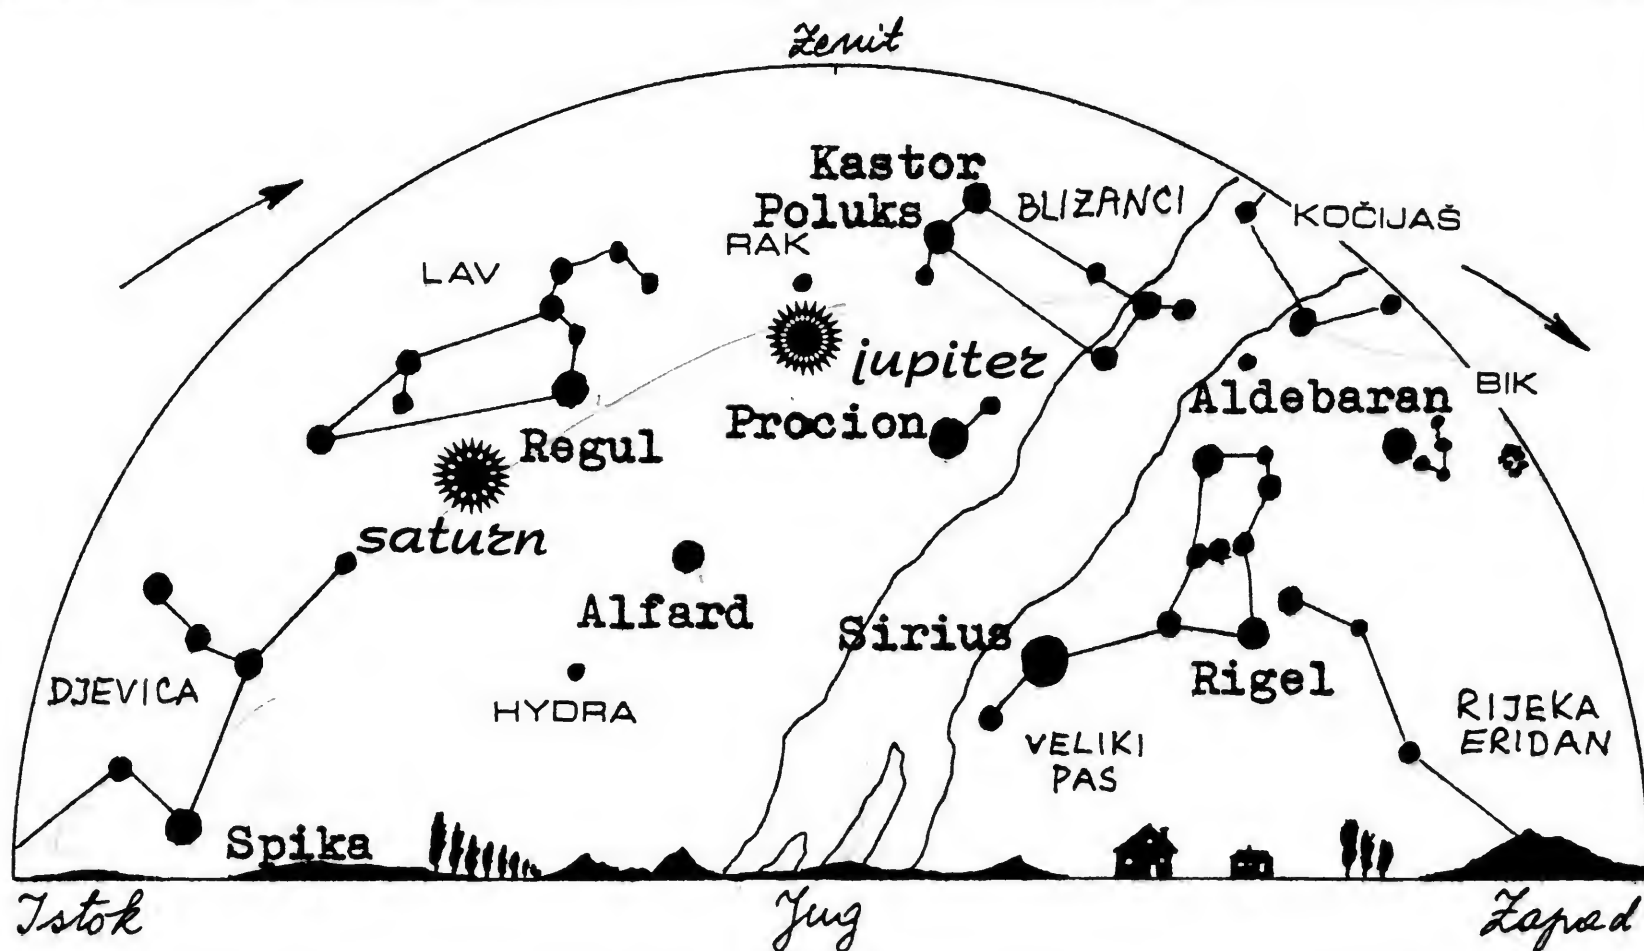 Zenit
Kastor
Poluks
BLIZANCI
KOČIJAŠ
RAK
LAV
jupiter
BIK
Aldebaran
Procion
Regul
saturn
Alfard
Sirius
Rigel
DJEVICA
HYDRA
RIJEKA
ERIDAN
VELIKI
PAS
Spika
Istok
Jug
Zapad